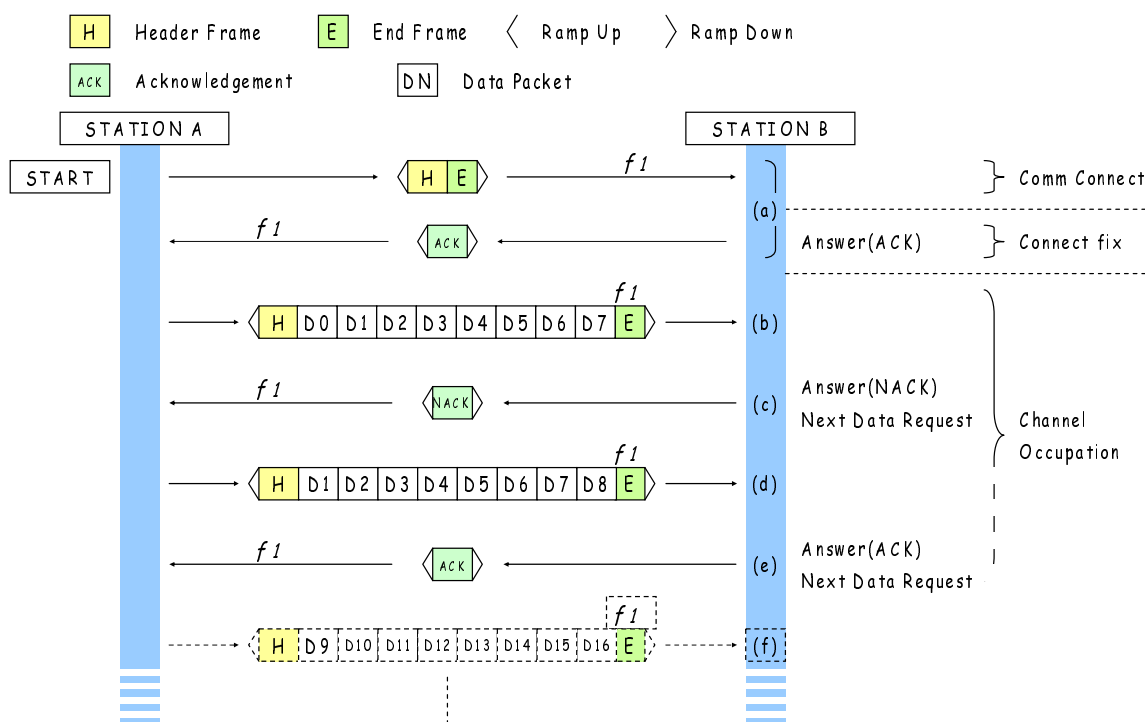 H Header Frame E End Frame Ramp Up Ramp Down
ACK Acknowledgement DN Data Packet
STATION A STATION B
START H E f1 Comm Connect
(a)
f1 ACK Answer(ACK) Connect fix
f1
H D0 D1 D2 D3 D4 D5 D6 D7 E (b)
f1 NACK (c) Answer(NACK)
Next Data Request
Channel
Occupation
f1
H D1 D2 D3 D4 D5 D6 D7 D8 E (d)
f1 ACK (e) Answer(ACK)
Next Data Request
f1
H D9 D10 D11 D12 D13 D14 D15 D16 E (f)